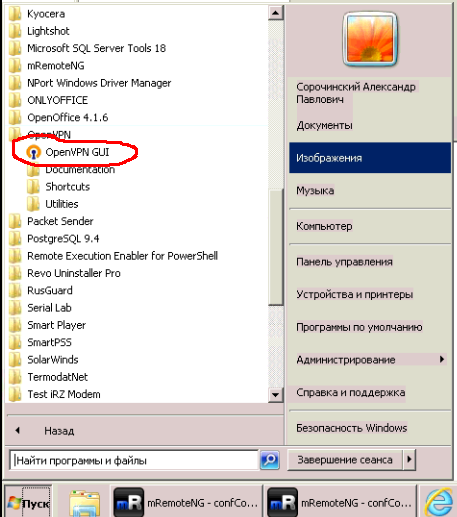 Kyocera
Lightshot
Microsoft SQL Server Tools 18
mRemoteNG
NPort Windows Driver Manager
ONLYOFFICE
OpenOffice 4.1.6
OpenVPN
OpenVPN GUI
Documentation
Shortcuts
Utilities
Packet Sender
PostgreSQL 9.4
Remote Execution Enabler for PowerShell
Revo Uninstaller Pro
RusGuard
Serial Lab
Smart Player
SmartPSS
SolarWinds
TermodatNet
Test iRZ Modem
Назад
Найти программы и файлы
Сорочинский Александр
Павлович
Документы
Изображения
Музыка
Компьютер
Панель управления
Устройства и принтеры
Программы по умолчанию
Администрирование
Справка и поддержка
Безопасность Windows
Завершение сеанса
Пуск
mR mRemoteNG - confCo...
mR mRemoteNG - confCo...